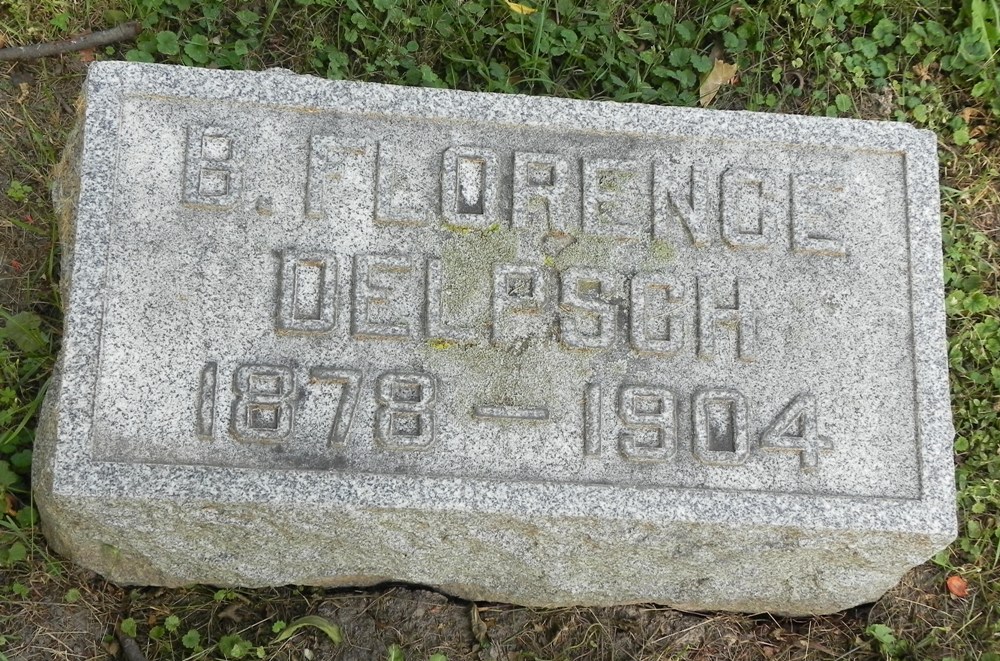 B. FLORENCE
DELPSCH
1878 — 1904